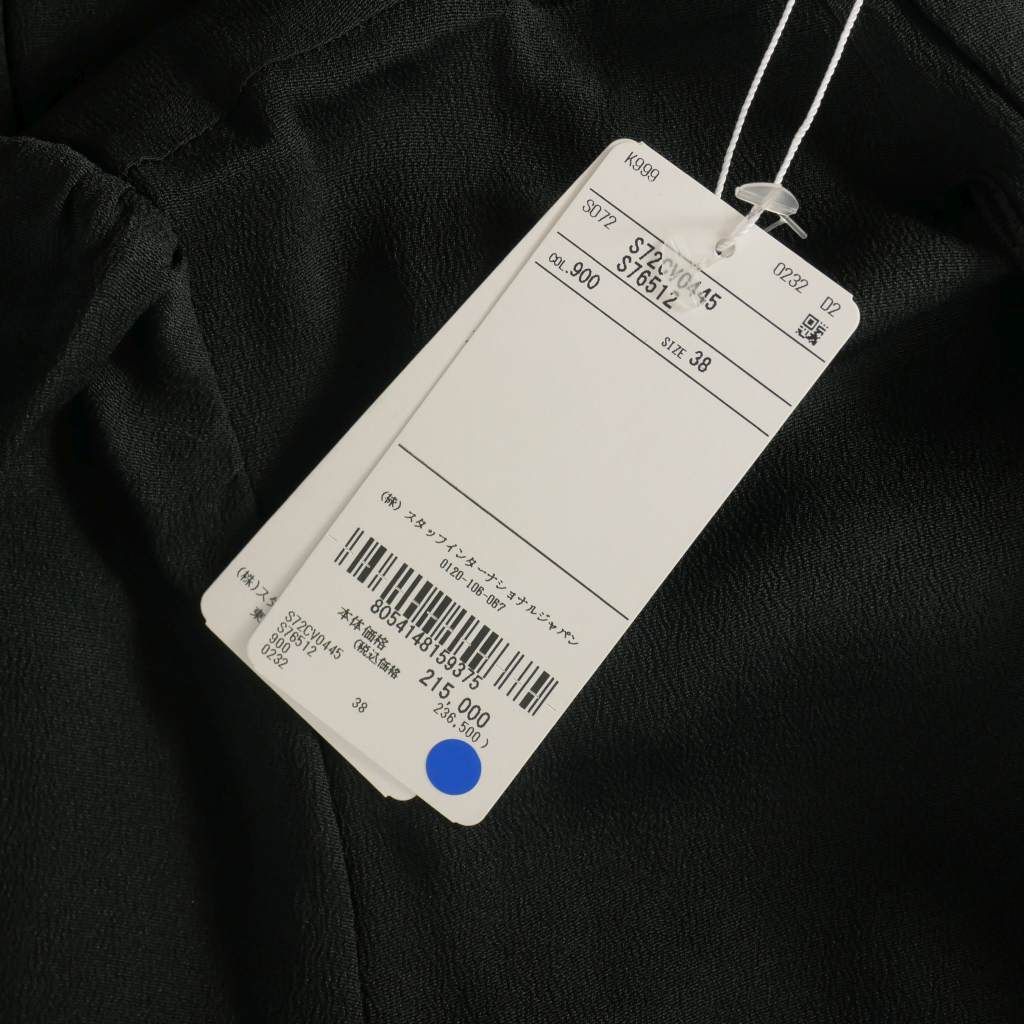 K999
0232 D2
S072
S72CV0445
S76512
COL. 900
SIZE 38
(株) スタッフインターナショナルジャパン
0120-106-067
8054148159375
本体価格 215,000
(税込価格 236,500)
S72CV0445
S76512
900
0232
38
(株)スタ
東